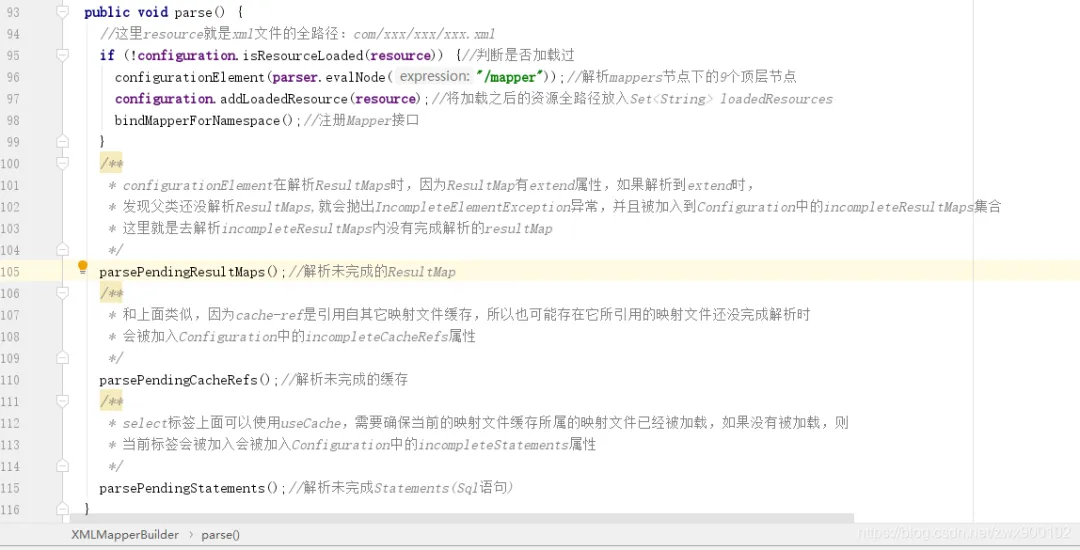 93 public void parse() {
94 //这里resource就是xml文件的全路径：com/xxx/xxx/xxx.xml
95 if (!configuration.isResourceLoaded(resource)) {//判断是否加载过
96 configurationElement(parser.evalNode( expression: "/mapper"));//解析mappers节点下的9个顶层节点
97 configuration.addLoadedResource(resource);//将加载之后的资源全路径放入Set<String> loadedResources
98 bindMapperForNamespace();//注册Mapper接口
99 }
100 /**
101 * configurationElement在解析ResultMaps时，因为ResultMap有extend属性，如果解析到extend时，
102 * 发现父类还没解析ResultMaps,就会抛出IncompleteElementException异常，并且被加入到Configuration中的incompleteResultMaps集合
103 * 这里就是去解析incompleteResultMaps内没有完成解析的resultMap
104 */
105 parsePendingResultMaps();//解析未完成的ResultMap
106 /**
107 * 和上面类似，因为cache-ref是引用自其它映射文件缓存，所以也可能存在它所引用的映射文件还没完成解析时
108 * 会被加入Configuration中的incompleteCacheRefs属性
109 */
110 parsePendingCacheRefs();//解析未完成的缓存
111 /**
112 * select标签上面可以使用useCache，需要确保当前的映射文件缓存所属的映射文件已经被加载，如果没有被加载，则
113 * 当前标签会被加入会被加入Configuration中的incompleteStatements属性
114 */
115 parsePendingStatements();//解析未完成Statements(Sql语句)
116 }
XMLMapperBuilder › parse()
https://blog.csdn.net/zwx900102